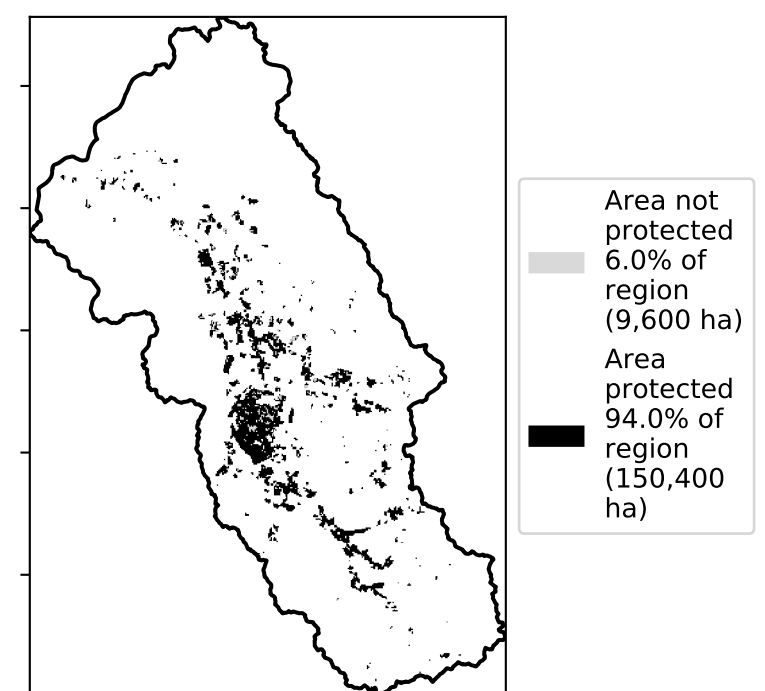 Area not
protected
6.0% of
region
(9,600 ha)
Area
protected
94.0% of
region
(150,400
ha)